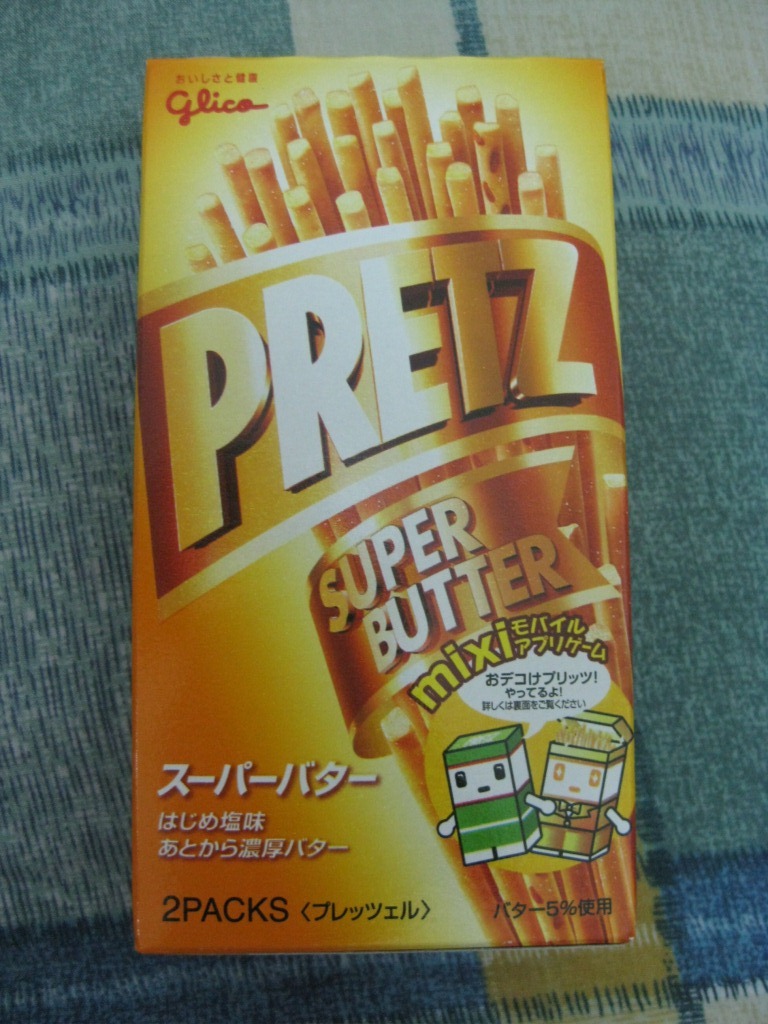 おいしさと健康
Glico
PRETZ
SUPER
BUTTER
mixi モバイル
アプリゲーム
おデコけプリッツ!
やってるよ!
詳しくは裏面をご覧ください
スーパーバター
はじめ塩味
あとから濃厚バター
2PACKS〈プレッツェル〉
バター5%使用